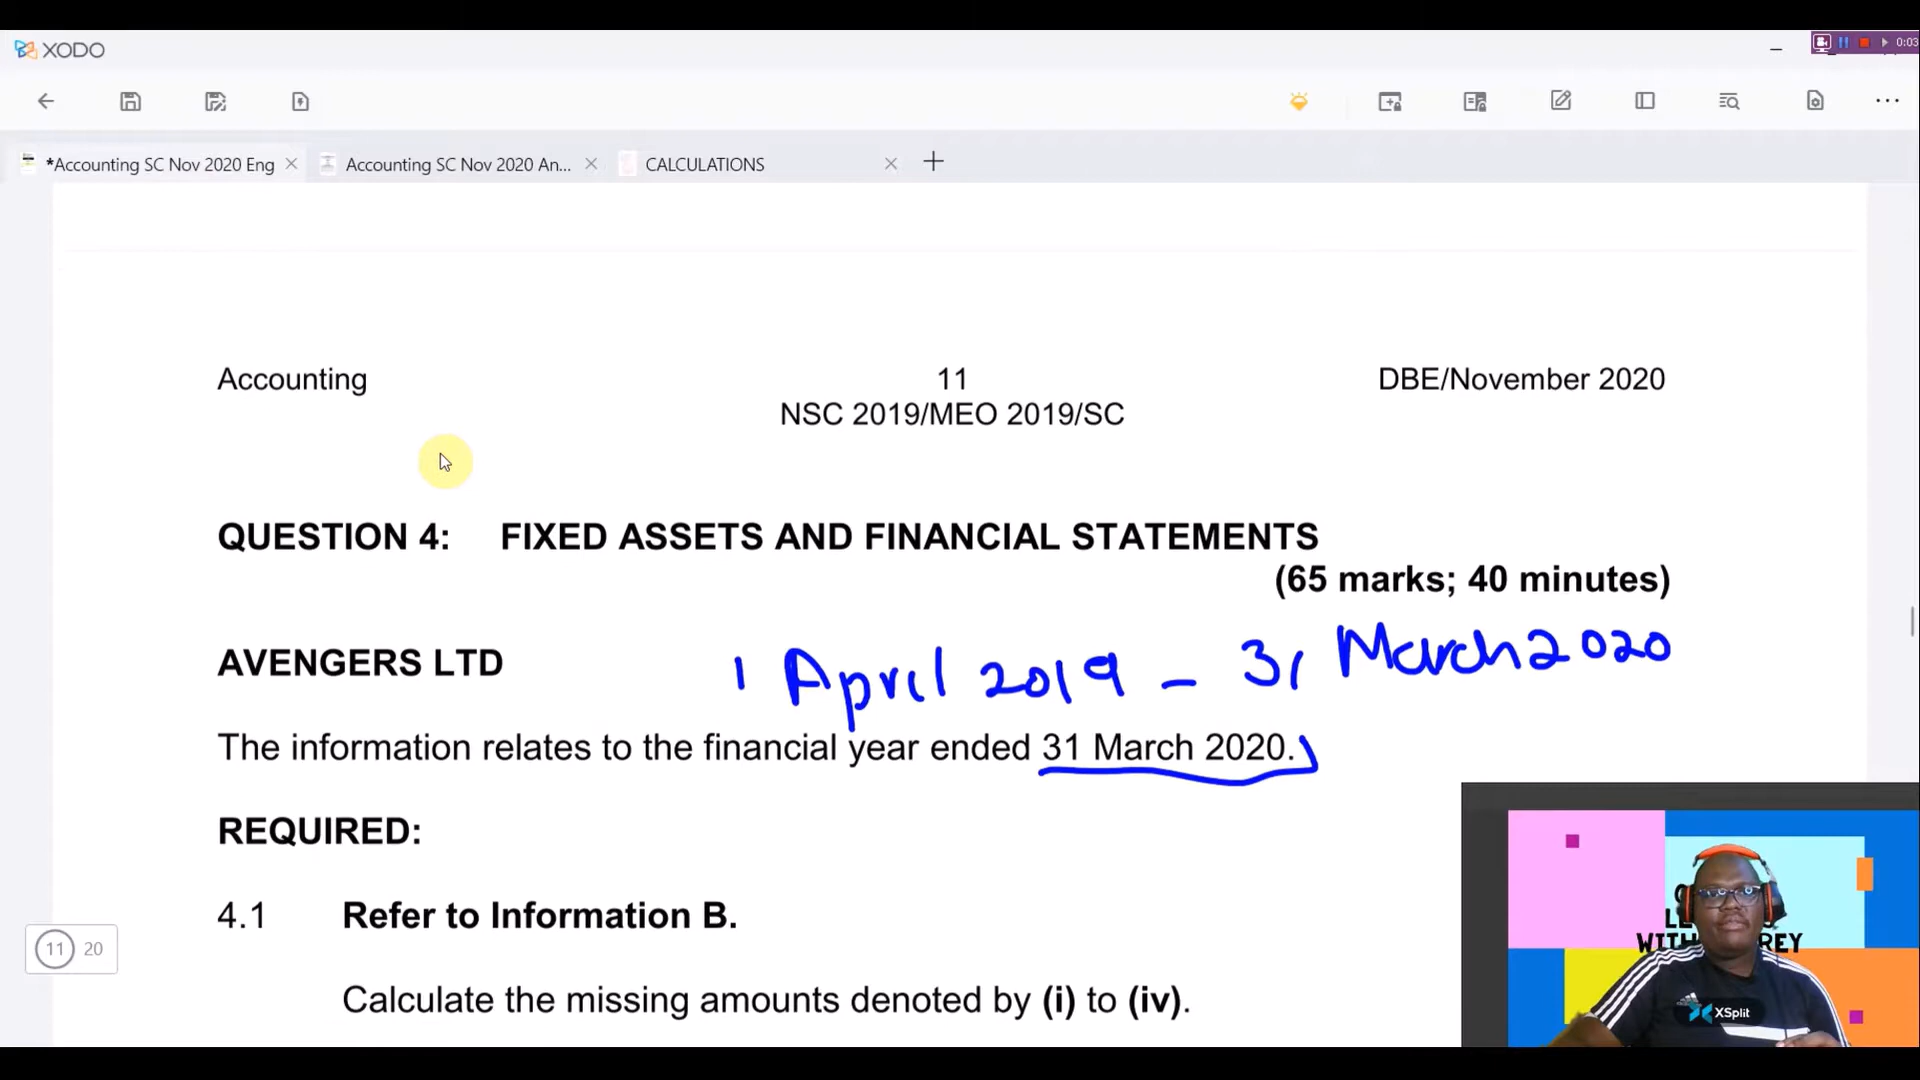 XODO
0:03
*Accounting SC Nov 2020 Eng
Accounting SC Nov 2020 An...
CALCULATIONS
Accounting
11
DBE/November 2020
NSC 2019/MEO 2019/SC
QUESTION 4: FIXED ASSETS AND FINANCIAL STATEMENTS
(65 marks; 40 minutes)
AVENGERS LTD
1 April 2019 - 31 March 2020
The information relates to the financial year ended 31 March 2020.
REQUIRED:
4.1 Refer to Information B.
Calculate the missing amounts denoted by (i) to (iv).
11 20
XSplit